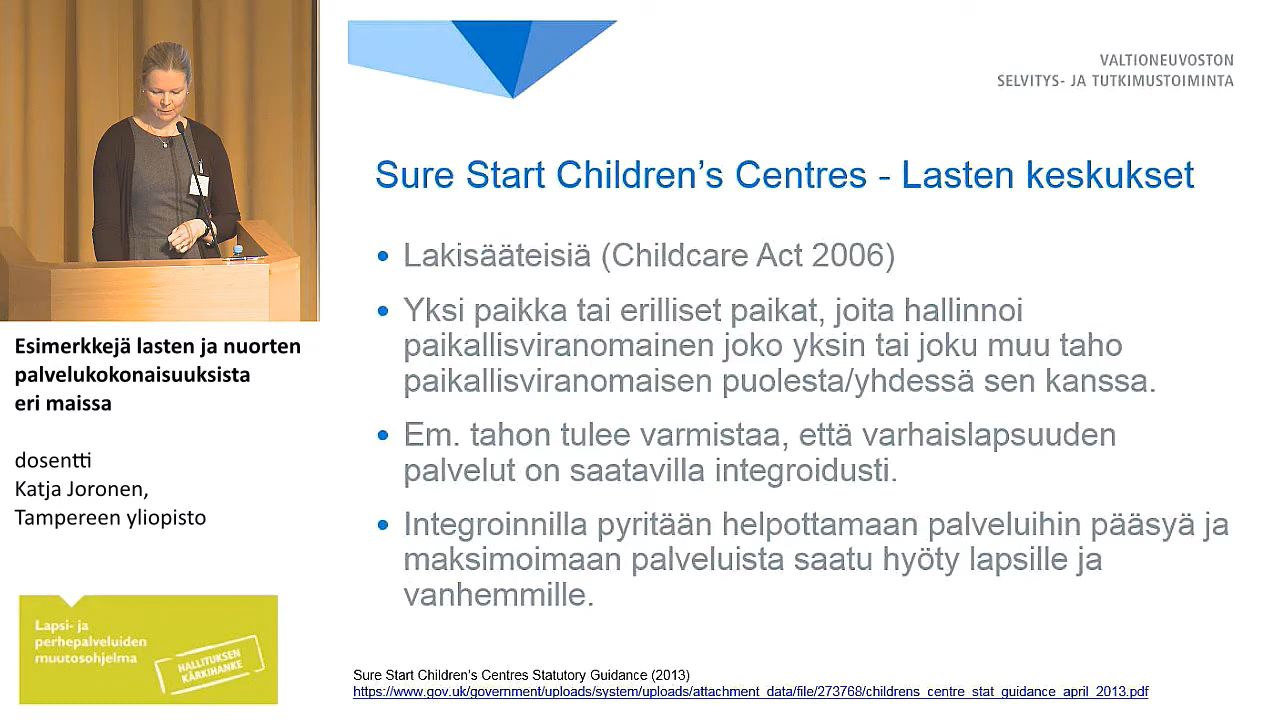 VALTIONEUVOSTON
SELVITYS- JA TUTKIMUSTOIMINTA
Sure Start Children's Centres - Lasten keskukset
• Lakisääteisiä (Childcare Act 2006)
• Yksi paikka tai erilliset paikat, joita hallinnoi
paikallisviranomainen joko yksin tai joku muu taho
paikallisviranomaisen puolesta/yhdessä sen kanssa.
• Em. tahon tulee varmistaa, että varhaislapsuuden
palvelut on saatavilla integroidusti.
• Integroinnilla pyritään helpottamaan palveluihin pääsyä ja
maksimoimaan palveluista saatu hyöty lapsille ja
vanhemmille.
Sure Start Children's Centres Statutory Guidance (2013)
https://www.gov.uk/government/uploads/system/uploads/attachment_data/file/273768/childrens_centre_stat_guidance_april_2013.pdf
Esimerkkejä lasten ja nuorten
palvelukokonaisuuksista
eri maissa
dosentti
Katja Joronen,
Tampereen yliopisto
Lapsi- ja
perhepalveluiden
muutosohjelma
HALLITUKSEN
KÄRKIHANKE